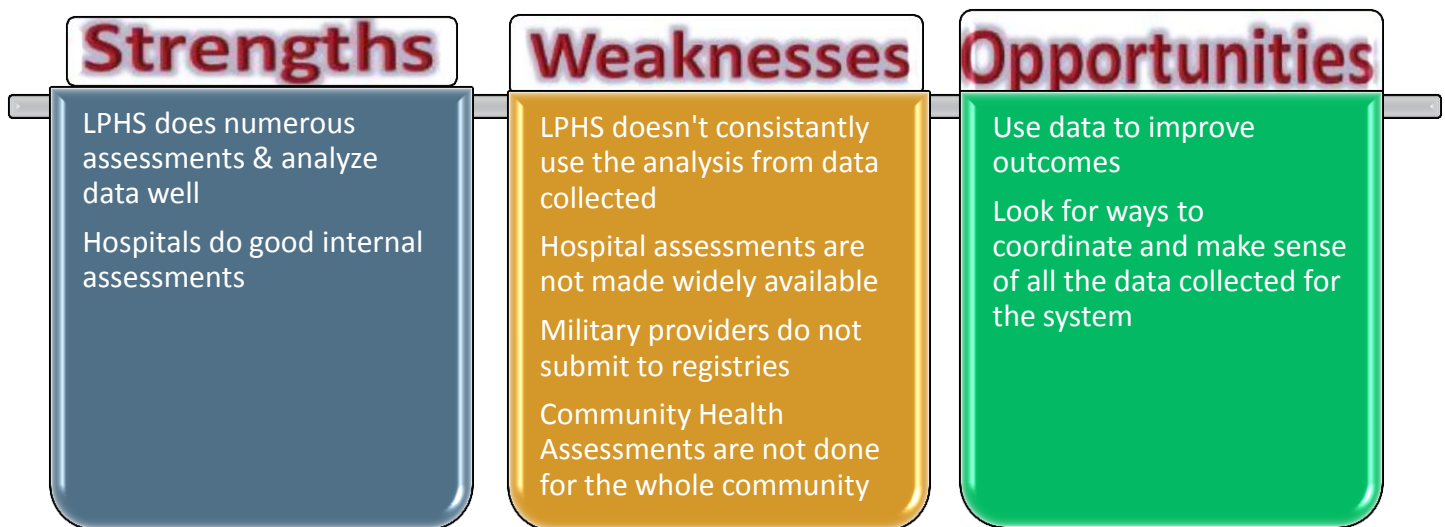 Strengths
LPHS does numerous
assessments & analyze
data well
Hospitals do good internal
assessments
Weaknesses
LPHS doesn't consistantly
use the analysis from data
collected
Hospital assessments are
not made widely available
Military providers do not
submit to registries
Community Health
Assessments are not done
for the whole community
Opportunities
Use data to improve
outcomes
Look for ways to
coordinate and make sense
of all the data collected for
the system